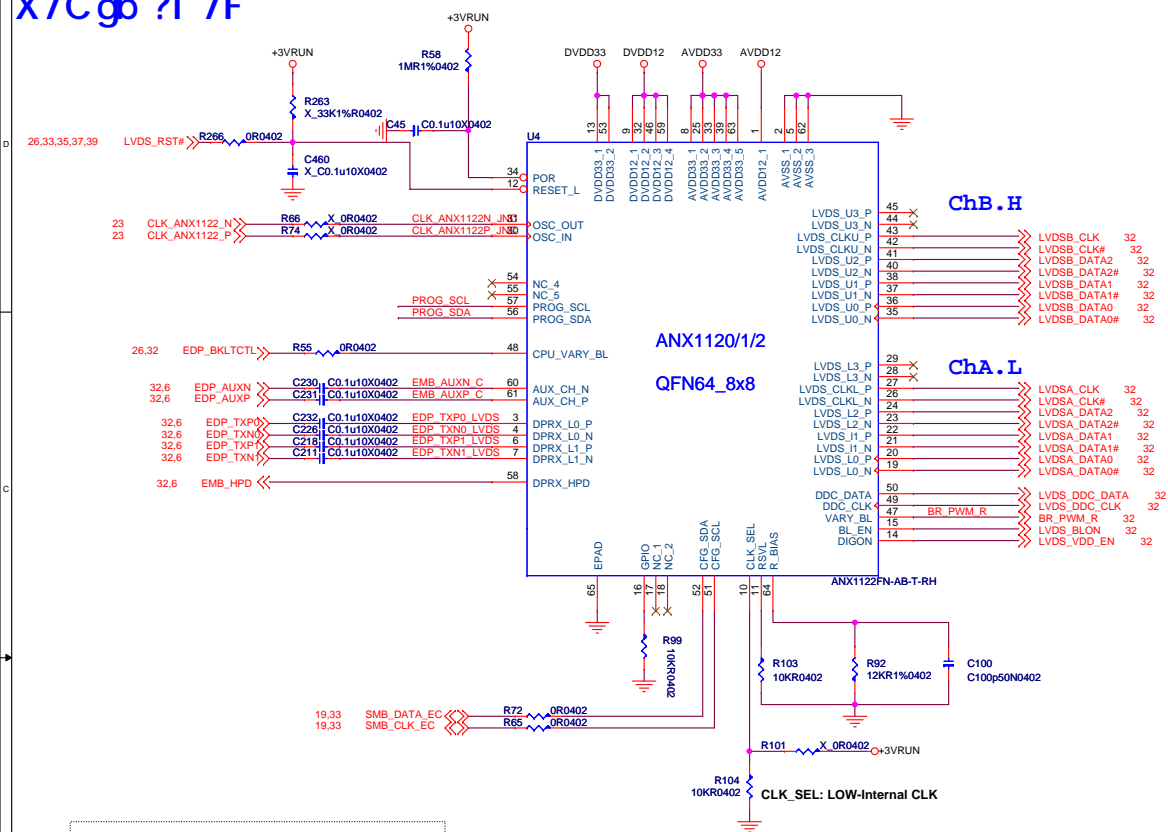 X7Cgb ?l 7F
+3VRUN
+3VRUN
R58
1MR1%0402
DVDD33 DVDD12 AVDD33 AVDD12
R263
X_33K1%R0402
C45 C0.1u10X0402
26,33,35,37,39 LVDS_RST# R266 0R0402
C460
X_C0.1u10X0402
U4
13 53 9 32 46 59 8 25 33 39 63 1 2 5 62
DVDD33_1
DVDD33_2
DVDD12_1
DVDD12_2
DVDD12_3
DVDD12_4
AVDD33_1
AVDD33_2
AVDD33_3
AVDD33_4
AVDD33_5
AVDD12_1
AVSS_1
AVSS_2
AVSS_3
34 POR
12 RESET_L
23 CLK_ANX1122_N R66 X_0R0402 OSC_OUT
23 CLK_ANX1122_P R74 X_0R0402 OSC_IN
54 NC_4
55 NC_5
PROG_SCL 57 PROG_SCL
PROG_SDA 56 PROG_SDA
26,32 EDP_BKLTCTL R55 0R0402 48 CPU_VARY_BL
32,6 EDP_AUXN C230 C0.1u10X0402 EMB_AUXN_C 60 AUX_CH_N
32,6 EDP_AUXP C231 C0.1u10X0402 EMB_AUXP_C 61 AUX_CH_P
32,6 EDP_TXP0 C232 C0.1u10X0402 EDP_TXP0_LVDS 3 DPRX_L0_P
32,6 EDP_TXN0 C226 C0.1u10X0402 EDP_TXN0_LVDS 4 DPRX_L0_N
32,6 EDP_TXP1 C218 C0.1u10X0402 EDP_TXP1_LVDS 6 DPRX_L1_P
32,6 EDP_TXN1 C211 C0.1u10X0402 7 DPRX_L1_N
32,6 EMB_HPD 58 DPRX_HPD
ANX1120/1/2
QFN64_8x8
ChB.H
LVDS_U3_P 45
LVDS_U3_N 44
LVDS_CLKU_P 43 LVDSB_CLK 32
LVDS_CLKU_N 42 LVDSB_CLK# 32
LVDS_U2_P 41 LVDSB_DATA2 32
LVDS_U2_N 40 LVDSB_DATA2# 32
LVDS_U1_P 38 LVDSB_DATA1 32
LVDS_U1_N 37 LVDSB_DATA1# 32
LVDS_U0_P 36 LVDSB_DATA0 32
LVDS_U0_N 35 LVDSB_DATA0# 32
ChA.L
LVDS_L3_P 29
LVDS_L3_N 28
LVDS_CLKL_P 27 LVDSA_CLK 32
LVDS_CLKL_N 26 LVDSA_CLK# 32
LVDS_L2_P 24 LVDSA_DATA2 32
LVDS_L2_N 23 LVDSA_DATA2# 32
LVDS_l1_P 22 LVDSA_DATA1 32
LVDS_l1_N 21 LVDSA_DATA1# 32
LVDS_L0_P 20 LVDSA_DATA0 32
LVDS_L0_N 19 LVDSA_DATA0# 32
DDC_DATA 50 LVDS_DDC_DATA 32
DDC_CLK 49 LVDS_DDC_CLK 32
VARY_BL 47 BR_PWM_R BR_PWM_R 32
BL_EN 15 LVDS_BLON 32
DIGON 14 LVDS_VDD_EN 32
EPAD
GPIO
NC_1
NC_2
CFG_SDA
CFG_SCL
CLK_SEL
RSVL
R_BIAS
ANX1122FN-AB-T-RH
65 16 17 18 52 51 10 11 64
R99
10KR0402
R103
10KR0402
R92
12KR1%0402
C100
C100p50N0402
19,33 SMB_DATA_EC R72 0R0402
19,33 SMB_CLK_EC R65 0R0402
R101 X_0R0402 +3VRUN
R104
10KR0402
CLK_SEL: LOW-Internal CLK
D
C